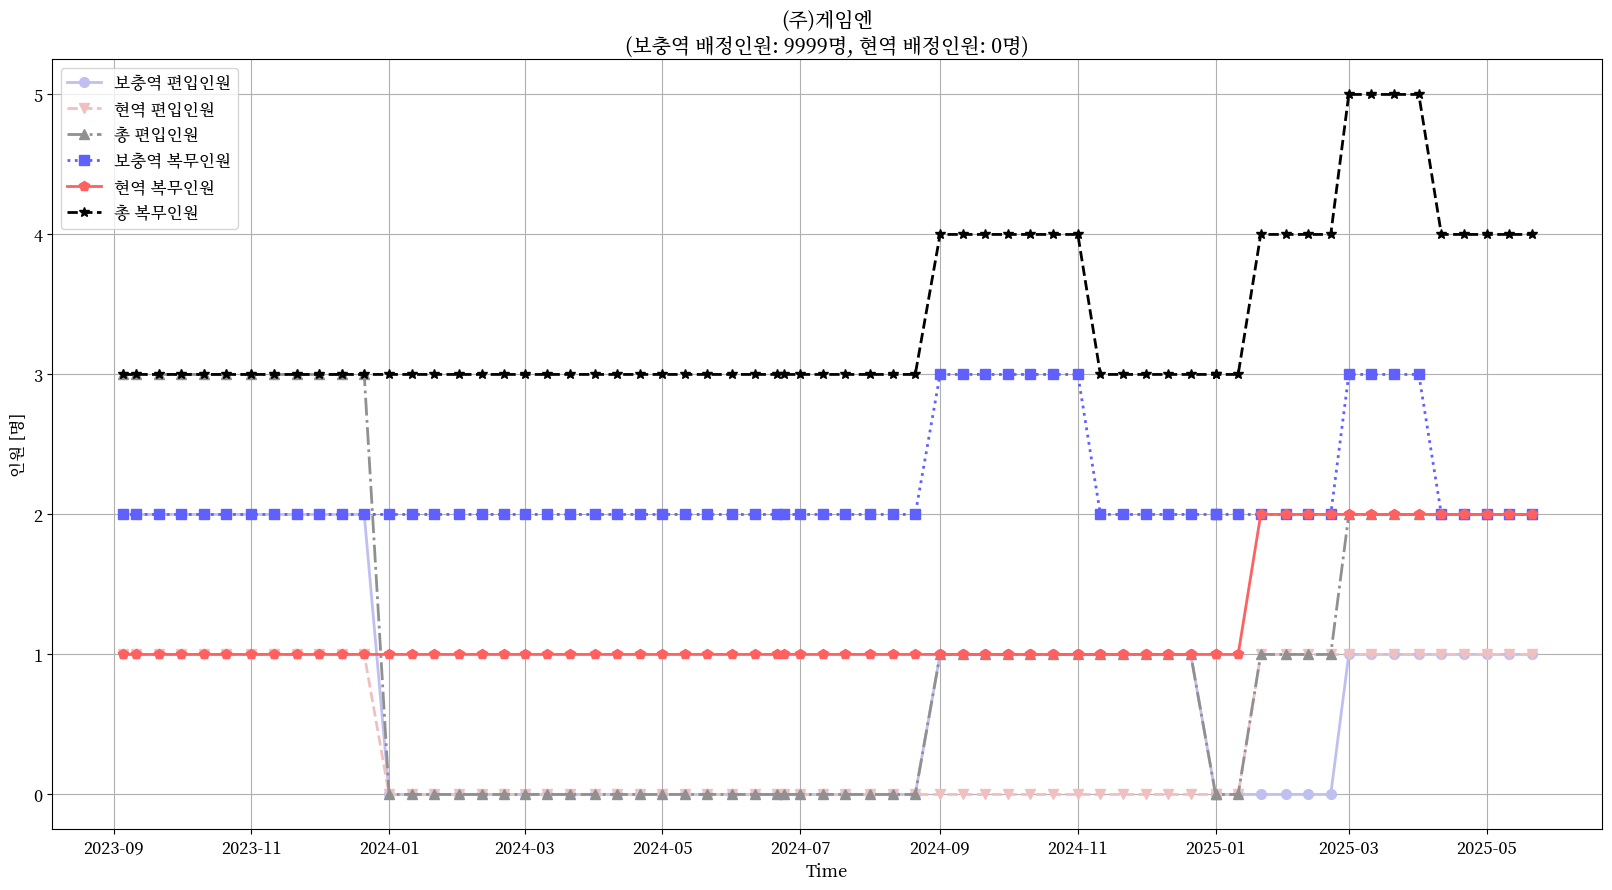 (주)게임엔
(보충역 배정인원: 9999명, 현역 배정인원: 0명)
보충역 편입인원
현역 편입인원
총 편입인원
보충역 복무인원
현역 복무인원
총 복무인원
5
4
3
2
1
0
인원 [명]
2023-09 2023-11 2024-01 2024-03 2024-05 2024-07 2024-09 2024-11 2025-01 2025-03 2025-05
Time